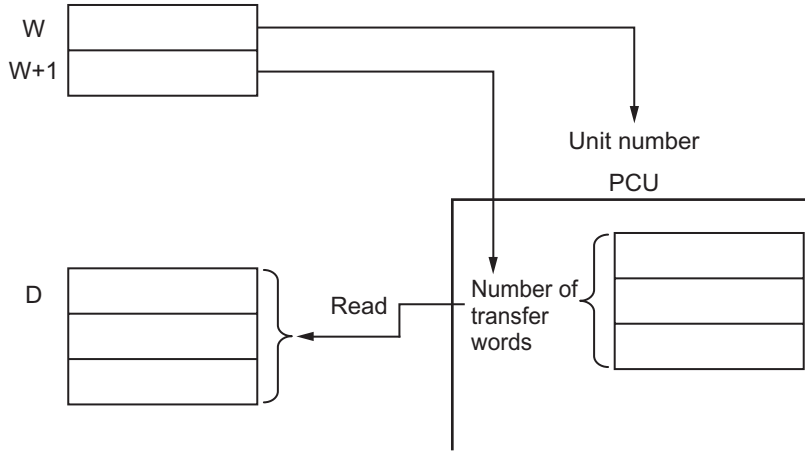 W
W+1
Unit number
PCU
D
Read
Number of
transfer
words